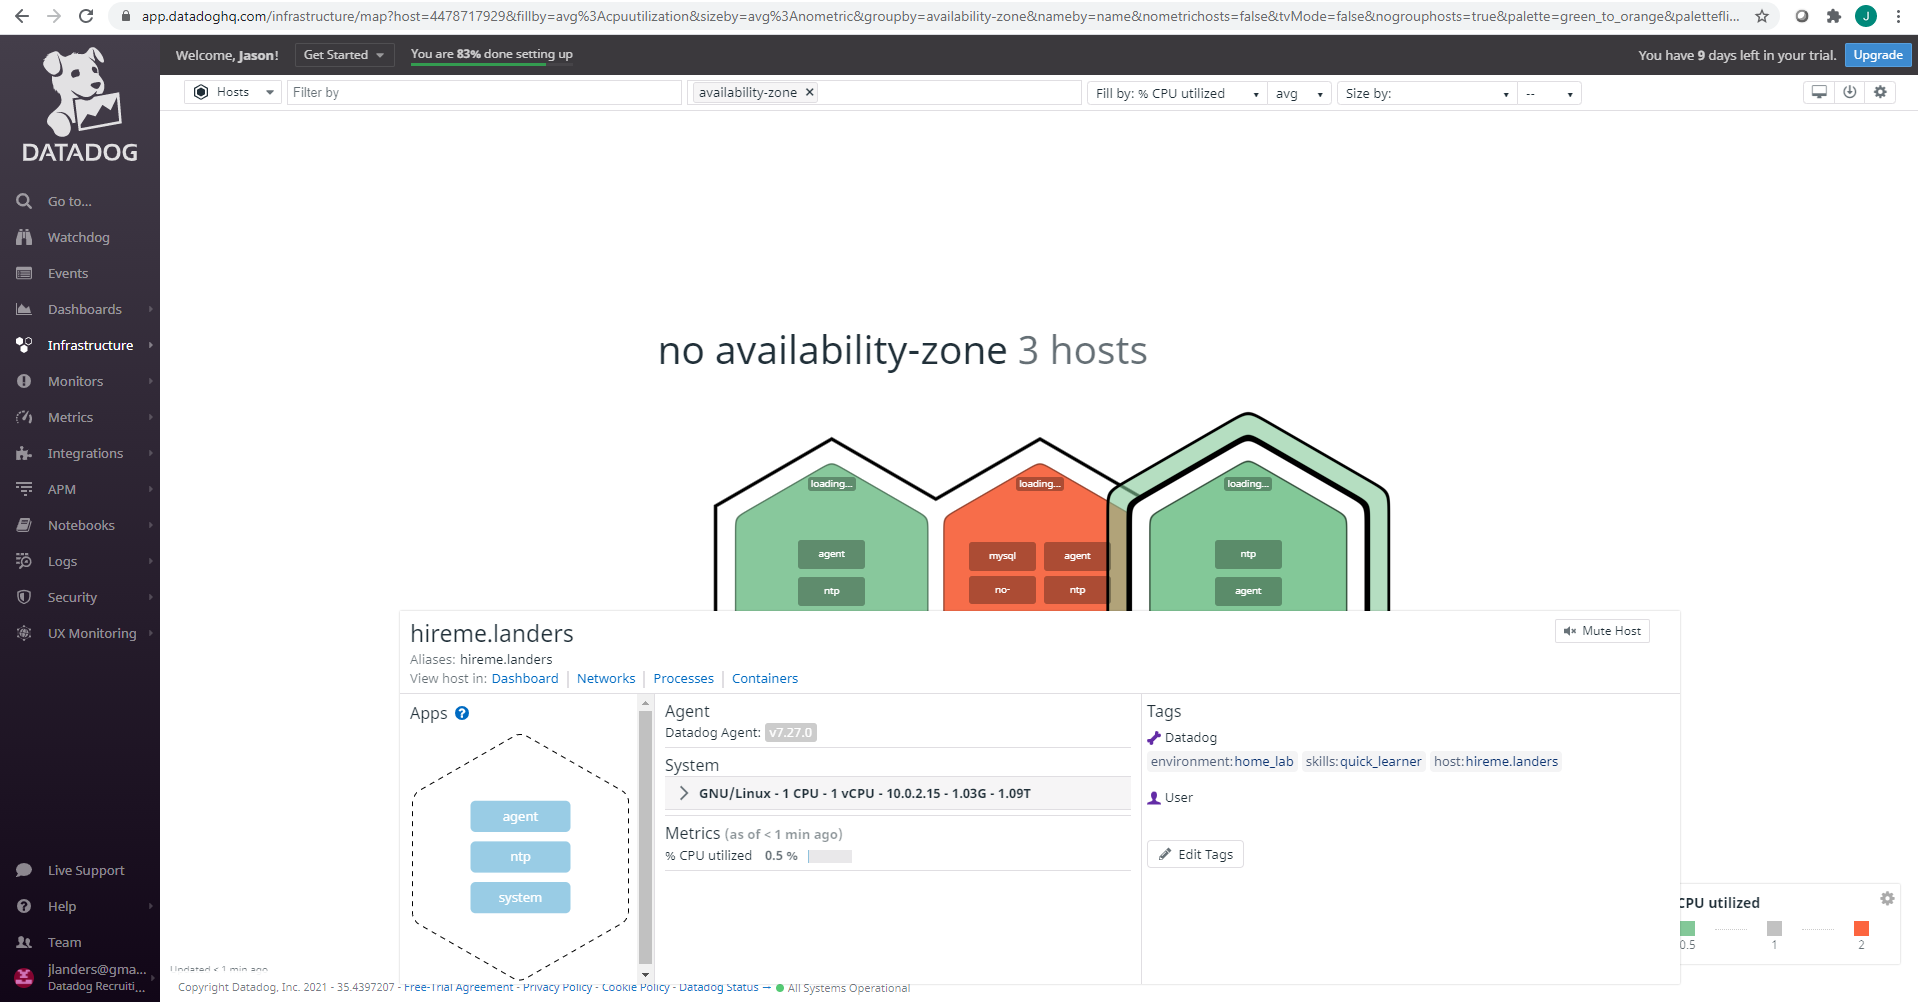 app.datadoghq.com/infrastructure/map?host=4478717929&fillby=avg%3Acpuutilization&sizeby=avg%3Anometric&groupby=availability-zone&nameby=name&nometrichosts=false&tvMode=false&nogrouphosts=true&palette=green_to_orange&palettefli...
J
Welcome, Jason!
Get Started
You are 83% done setting up
You have 9 days left in your trial.
Upgrade
DATADOG
Hosts
Filter by
availability-zone ×
Fill by: % CPU utilized
avg
Size by:
--
Go to...
Watchdog
Events
Dashboards
Infrastructure
Monitors
Metrics
Integrations
APM
Notebooks
Logs
Security
UX Monitoring
Live Support
Help
Team
jlanders@gma...
Datadog Recruiti...
no availability-zone 3 hosts
loading...
agent
ntp
loading...
mysql
agent
no-
ntp
loading...
ntp
agent
hireme.landers
Mute Host
Aliases: hireme.landers
View host in: Dashboard | Networks | Processes | Containers
Apps ?
agent
ntp
system
Agent
Datadog Agent: v7.27.0
System
GNU/Linux - 1 CPU - 1 vCPU - 10.0.2.15 - 1.03G - 1.09T
Metrics (as of < 1 min ago)
% CPU utilized 0.5 %
Tags
Datadog
environment:home_lab skills:quick_learner host:hireme.landers
User
Edit Tags
CPU utilized
0.5
1
2
Updated < 1 min ago
Copyright Datadog, Inc. 2021 - 35.4397207 - Free-Trial Agreement - Privacy Policy - Cookie Policy - Datadog Status → All Systems Operational